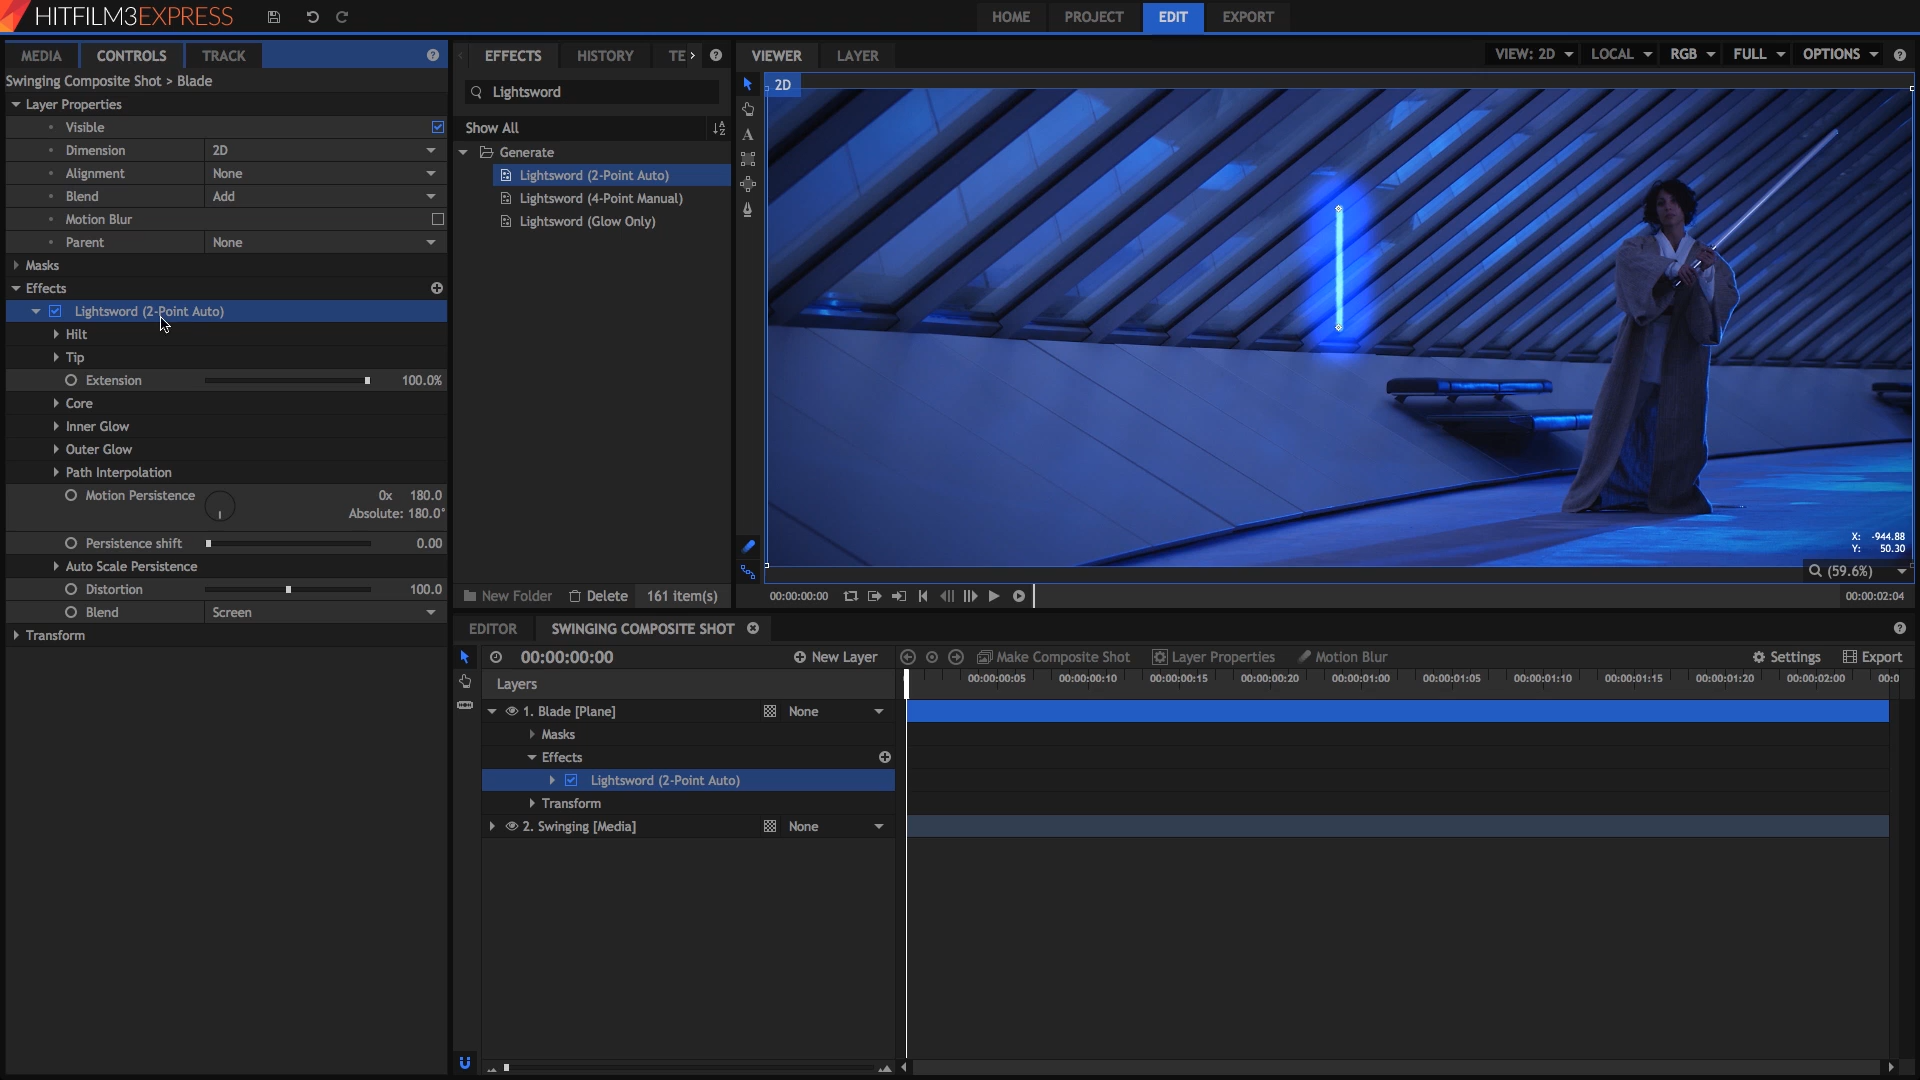 HITFILM3EXPRESS
HOME PROJECT EDIT EXPORT
MEDIA CONTROLS TRACK
Swinging Composite Shot > Blade
Layer Properties
Visible
Dimension 2D
Alignment None
Blend Add
Motion Blur
Parent None
Masks
Effects
Lightsword (2-Point Auto)
Hilt
Tip
Extension 100.0%
Core
Inner Glow
Outer Glow
Path Interpolation
Motion Persistence 0x 180.0
Absolute: 180.0°
Persistence shift 0.00
Auto Scale Persistence
Distortion 100.0
Blend Screen
Transform
EFFECTS HISTORY TE
Lightsword
Show All
Generate
Lightsword (2-Point Auto)
Lightsword (4-Point Manual)
Lightsword (Glow Only)
New Folder Delete 161 item(s)
VIEWER LAYER
VIEW: 2D LOCAL RGB FULL OPTIONS
2D
X: -944.88
Y: 50.30
(59.6%)
00:00:00:00 00:00:02:04
EDITOR SWINGING COMPOSITE SHOT
00:00:00:00 New Layer Make Composite Shot Layer Properties Motion Blur Settings Export
Layers 00:00:00:05 00:00:00:10 00:00:00:15 00:00:00:20 00:00:01:00 00:00:01:05 00:00:01:10 00:00:01:15 00:00:01:20 00:00:02:00 00:0
1. Blade [Plane] None
Masks
Effects
Lightsword (2-Point Auto)
Transform
2. Swinging [Media] None